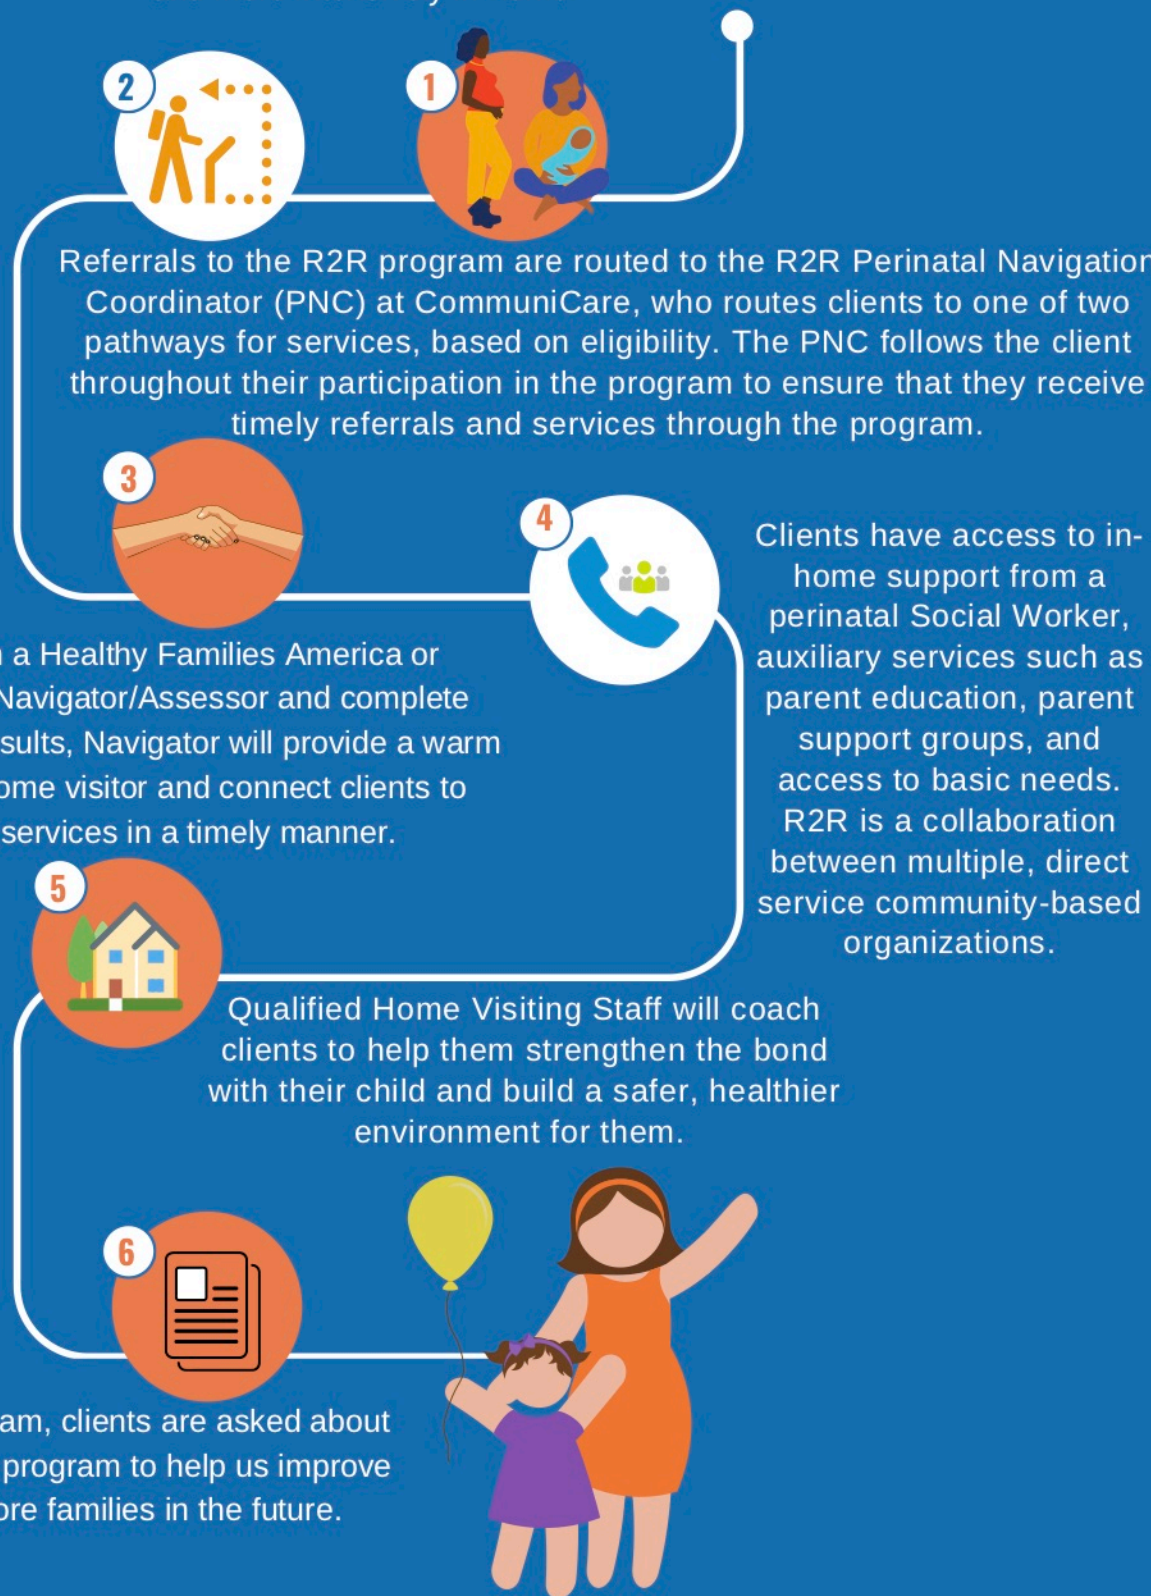 2
1
Referrals to the R2R program are routed to the R2R Perinatal Navigation
Coordinator (PNC) at CommuniCare, who routes clients to one of two
pathways for services, based on eligibility. The PNC follows the client
throughout their participation in the program to ensure that they receive
timely referrals and services through the program.
3
a Healthy Families America or
Navigator/Assessor and complete
sults, Navigator will provide a warm
ome visitor and connect clients to
services in a timely manner.
4
Clients have access to in-
home support from a
perinatal Social Worker,
auxiliary services such as
parent education, parent
support groups, and
access to basic needs.
R2R is a collaboration
between multiple, direct
service community-based
organizations.
5
Qualified Home Visiting Staff will coach
clients to help them strengthen the bond
with their child and build a safer, healthier
environment for them.
6
am, clients are asked about
program to help us improve
ore families in the future.